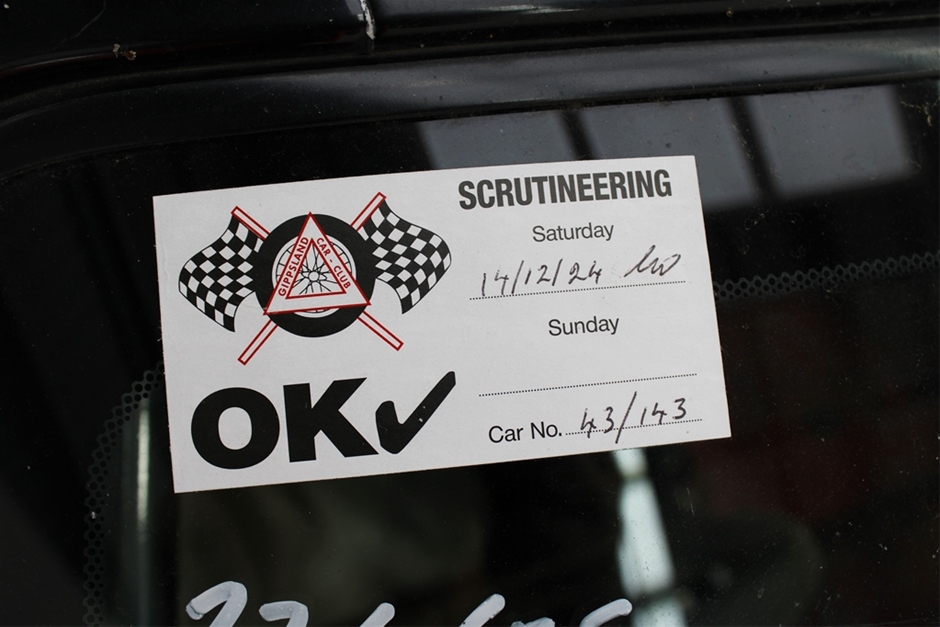 SCRUTINEERING
Saturday
14/12/24
Sunday
GIPPSLAND CAR - CLUB
OK✓
Car No. 43/143